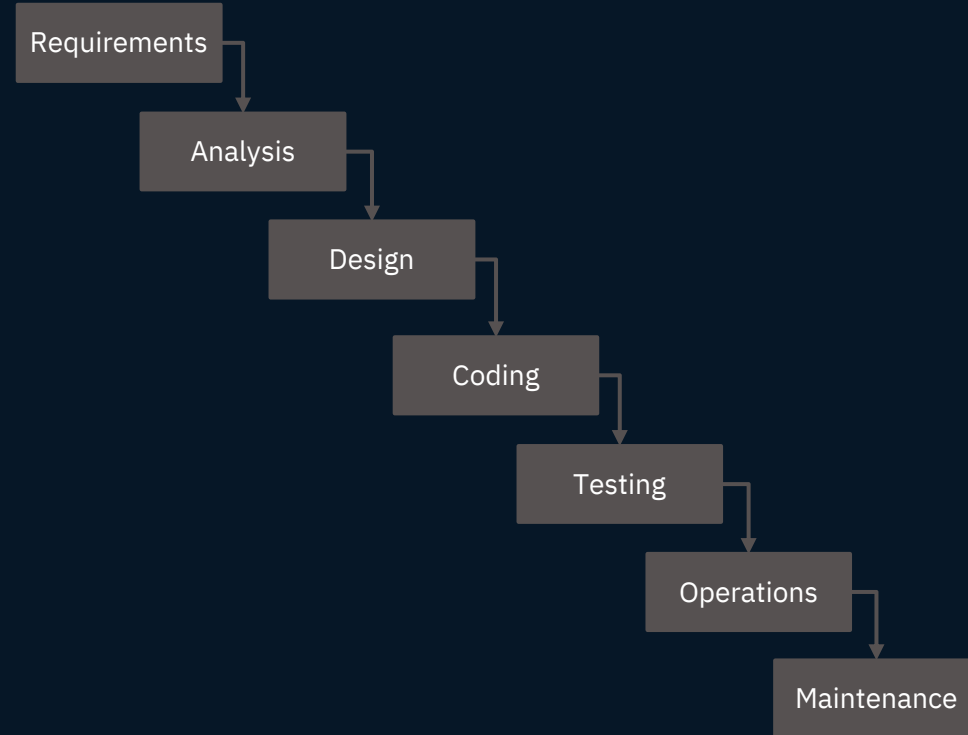 Requirements
Analysis
Design
Coding
Testing
Operations
Maintenance